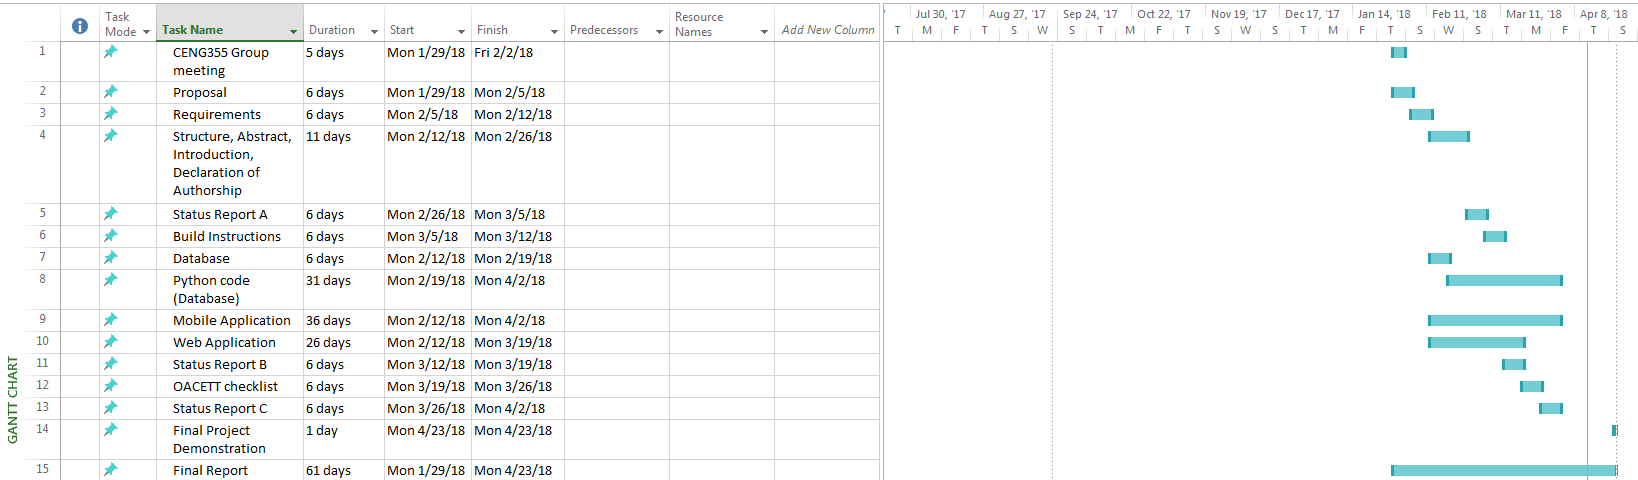 Task Mode Task Name Duration Start Finish Predecessors Resource Names Add New Column
Jul 30, '17 Aug 27, '17 Sep 24, '17 Oct 22, '17 Nov 19, '17 Dec 17, '17 Jan 14, '18 Feb 11, '18 Mar 11, '18 Apr 8, '18
T M F T S W S T M F T S W S T M F T S W S T M F T S
1 CENG355 Group meeting 5 days Mon 1/29/18 Fri 2/2/18
2 Proposal 6 days Mon 1/29/18 Mon 2/5/18
3 Requirements 6 days Mon 2/5/18 Mon 2/12/18
4 Structure, Abstract, Introduction, Declaration of Authorship 11 days Mon 2/12/18 Mon 2/26/18
5 Status Report A 6 days Mon 2/26/18 Mon 3/5/18
6 Build Instructions 6 days Mon 3/5/18 Mon 3/12/18
7 Database 6 days Mon 2/12/18 Mon 2/19/18
8 Python code (Database) 31 days Mon 2/19/18 Mon 4/2/18
9 Mobile Application 36 days Mon 2/12/18 Mon 4/2/18
10 Web Application 26 days Mon 2/12/18 Mon 3/19/18
11 Status Report B 6 days Mon 3/12/18 Mon 3/19/18
12 OACETT checklist 6 days Mon 3/19/18 Mon 3/26/18
13 Status Report C 6 days Mon 3/26/18 Mon 4/2/18
14 Final Project Demonstration 1 day Mon 4/23/18 Mon 4/23/18
15 Final Report 61 days Mon 1/29/18 Mon 4/23/18
GANTT CHART